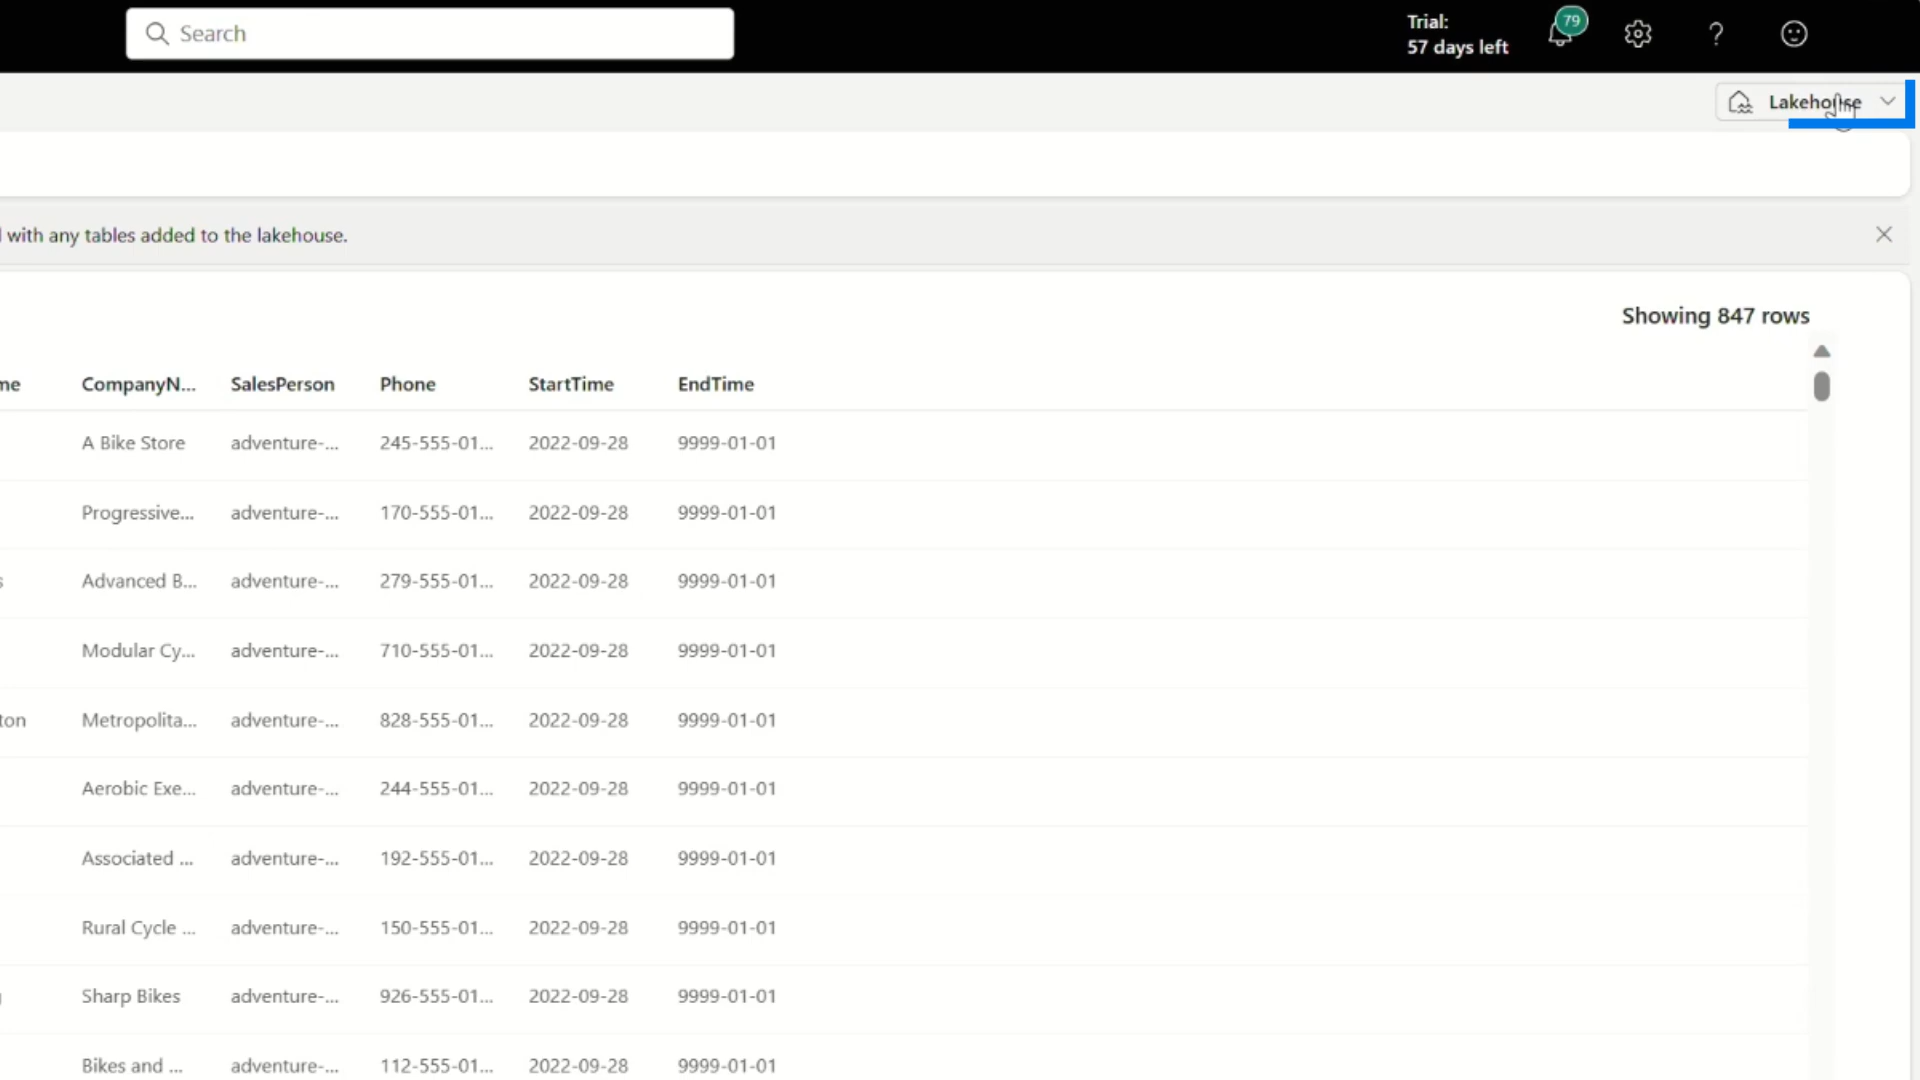 Search
Trial:
57 days left
79
Lakehouse
with any tables added to the lakehouse.
Showing 847 rows
me CompanyN... SalesPerson Phone StartTime EndTime
A Bike Store adventure-... 245-555-01... 2022-09-28 9999-01-01
Progressive... adventure-... 170-555-01... 2022-09-28 9999-01-01
s Advanced B... adventure-... 279-555-01... 2022-09-28 9999-01-01
Modular Cy... adventure-... 710-555-01... 2022-09-28 9999-01-01
ton Metropolita... adventure-... 828-555-01... 2022-09-28 9999-01-01
Aerobic Exe... adventure-... 244-555-01... 2022-09-28 9999-01-01
Associated ... adventure-... 192-555-01... 2022-09-28 9999-01-01
Rural Cycle ... adventure-... 150-555-01... 2022-09-28 9999-01-01
Sharp Bikes adventure-... 926-555-01... 2022-09-28 9999-01-01
Bikes and ... adventure-... 112-555-01... 2022-09-28 9999-01-01